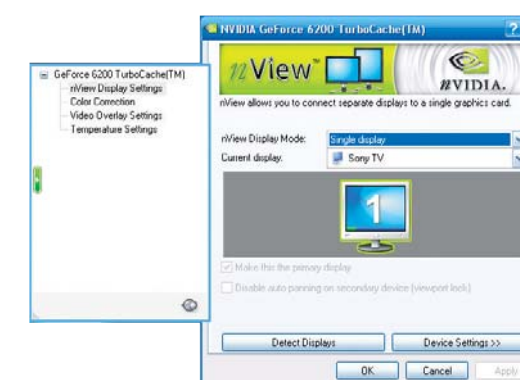 GeForce 6200 TurboCache(TM)
nView Display Settings
Color Correction
Video Overlay Settings
Temperature Settings
NVIDIA GeForce 6200 TurboCache(TM)
?
nView™
nVIDIA.
nView allows you to connect separate displays to a single graphics card.
nView Display Mode:
Single display
Current display:
Sony TV
1
Make this the primary display
Disable auto panning on secondary device (viewport lock)
Detect Displays
Device Settings >>
OK
Cancel
Apply